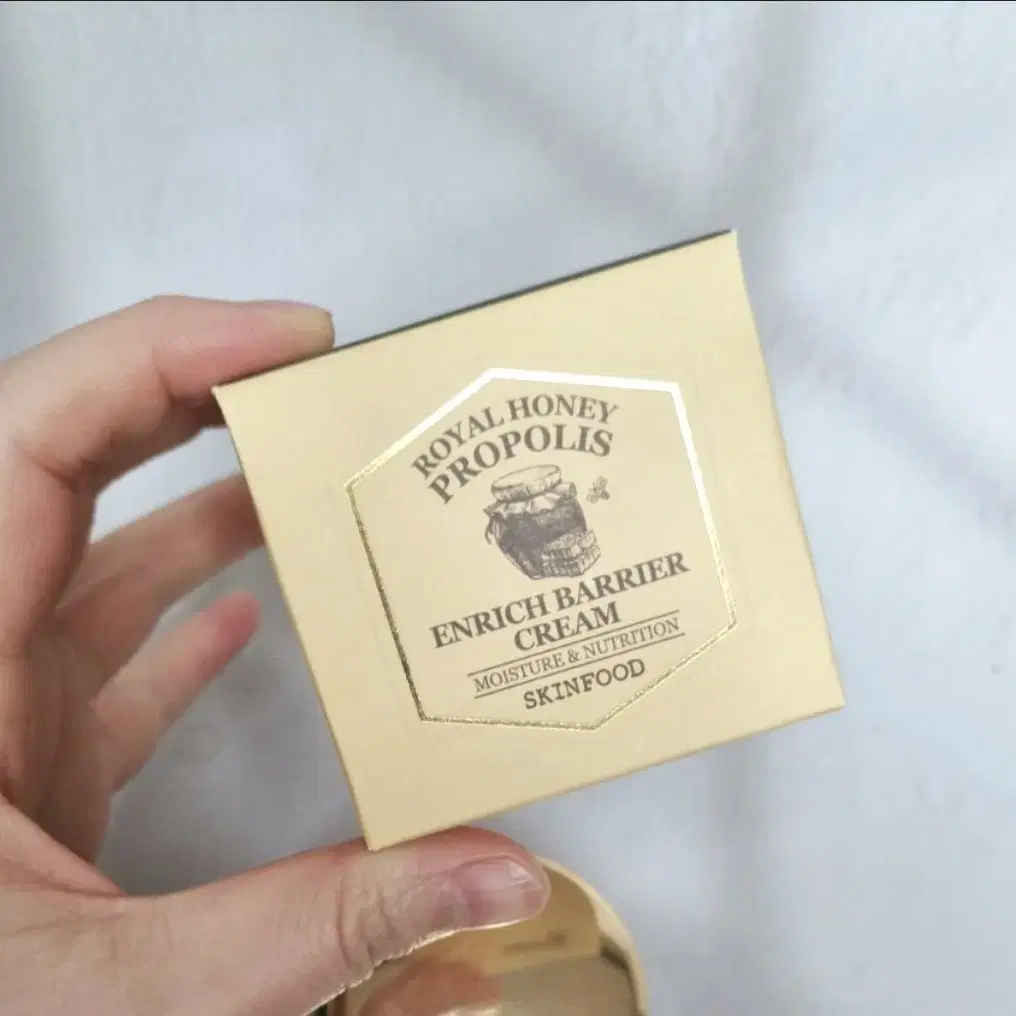 ROYAL HONEY
PROPOLIS
ENRICH BARRIER
CREAM
MOISTURE & NUTRITION
SKINFOOD